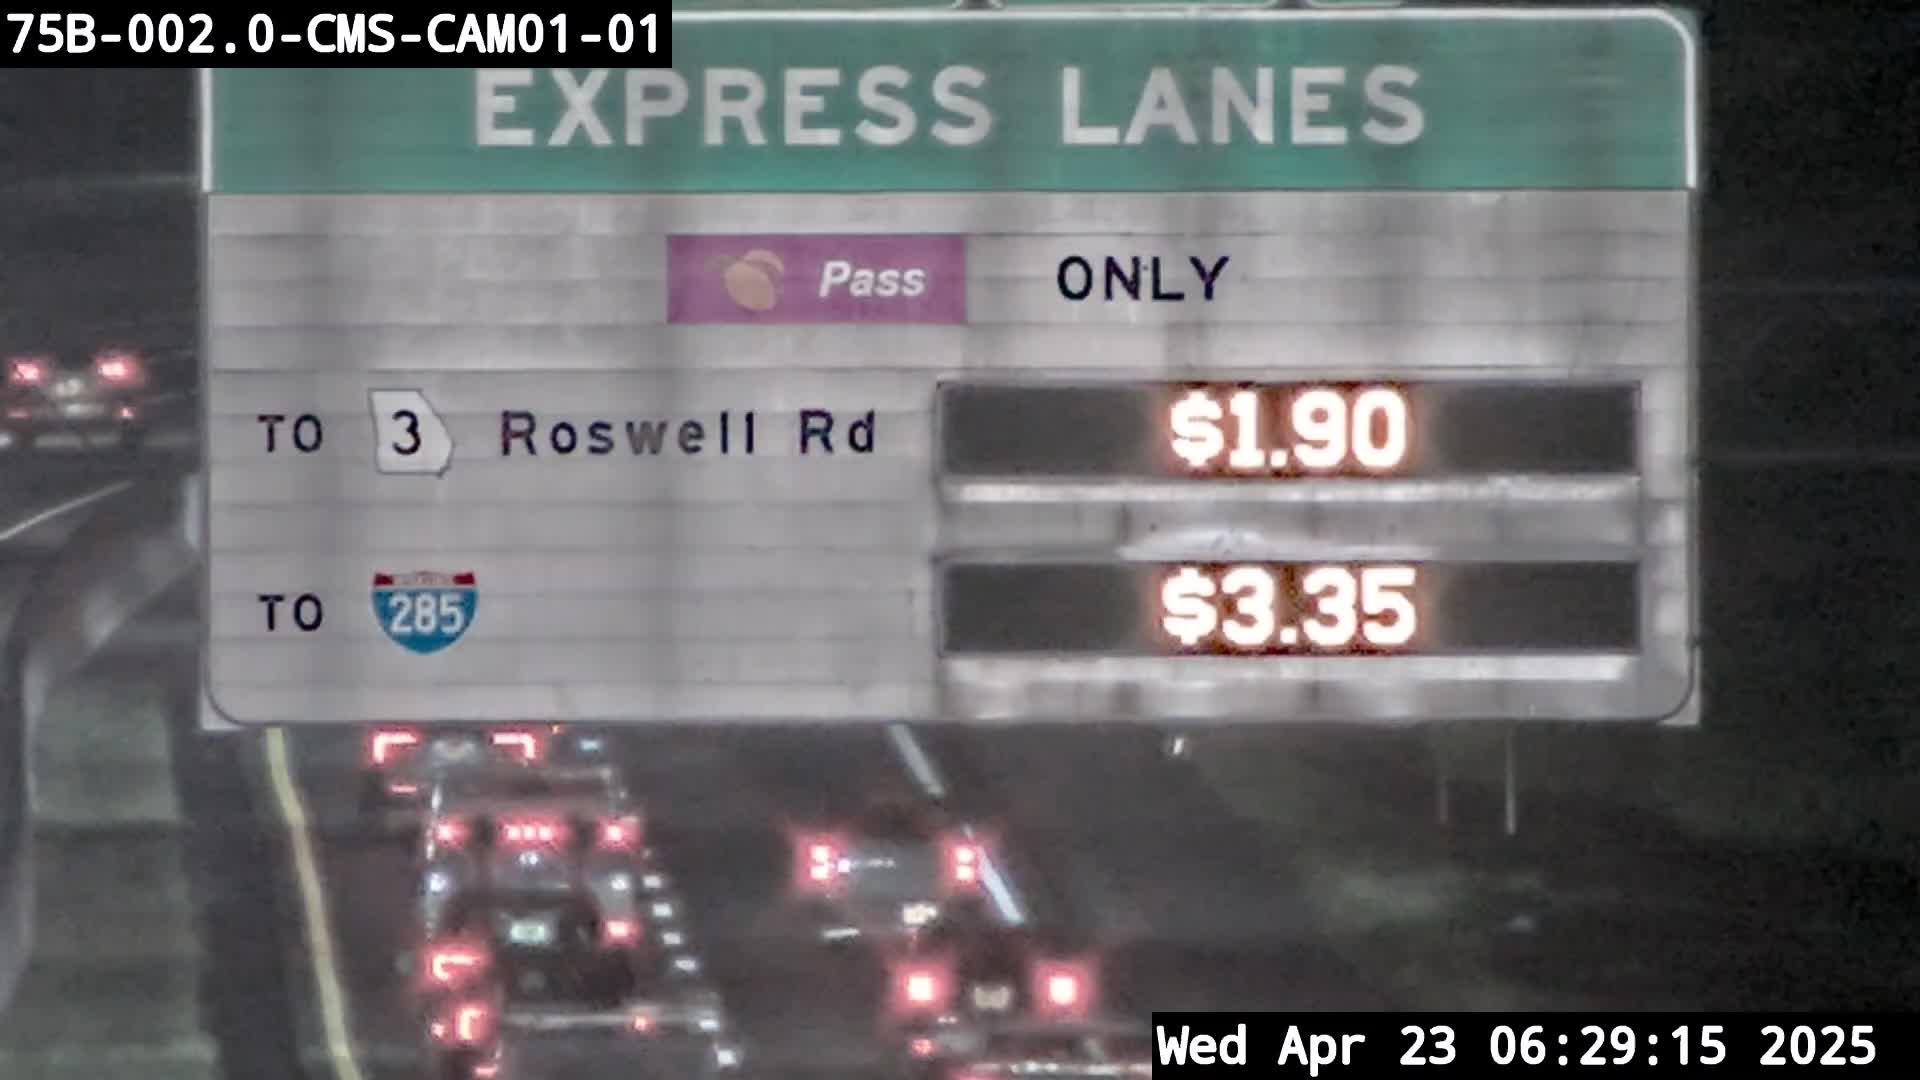 75B-002.0-CMS-CAM01-01
EXPRESS LANES
Pass ONLY
TO 3 Roswell Rd $1.90
TO 285 $3.35
Wed Apr 23 06:29:15 2025